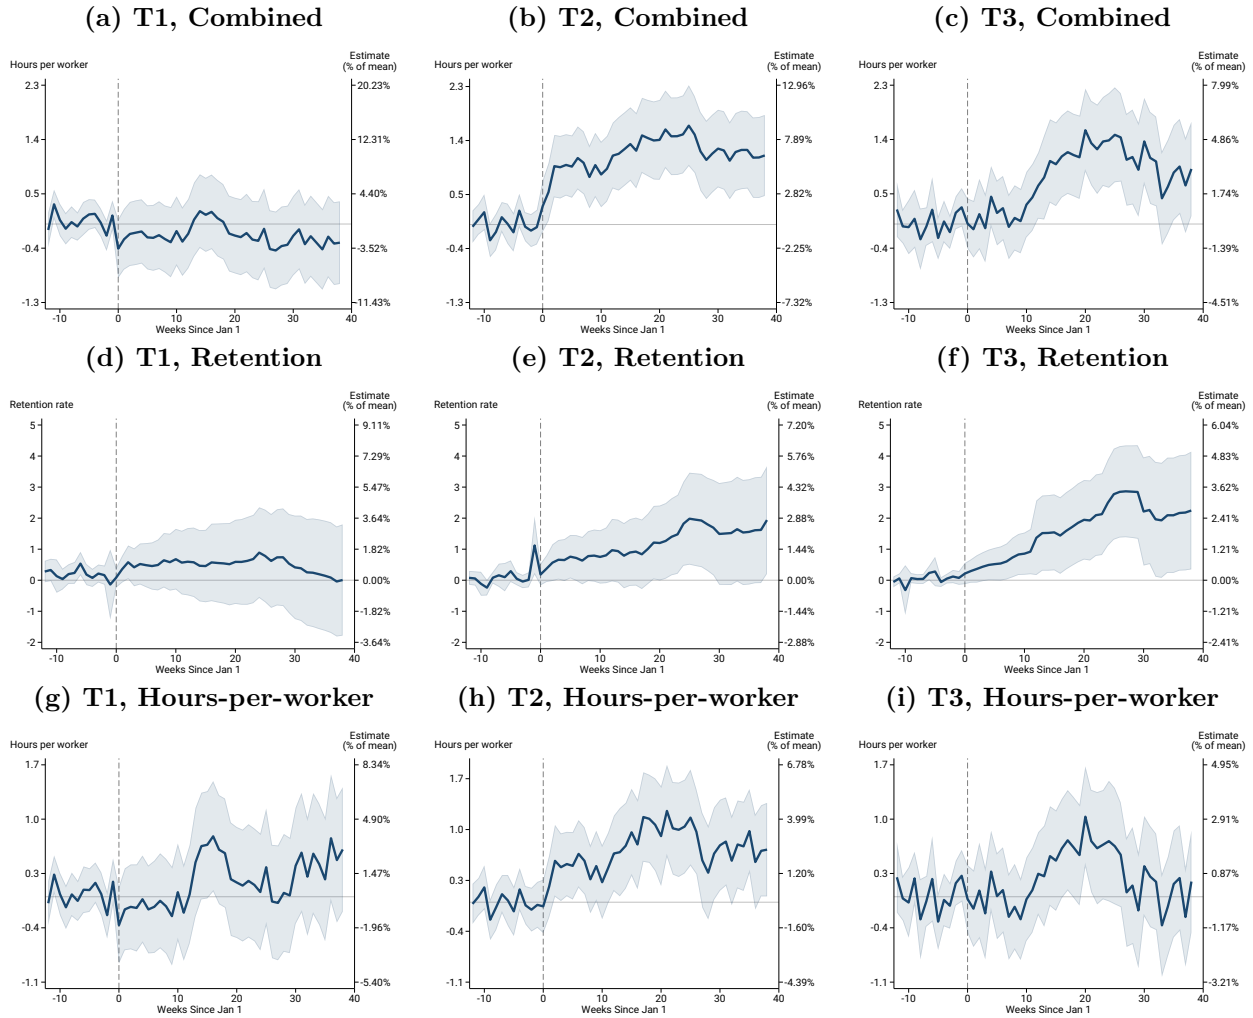 (a) T1, Combined
(b) T2, Combined
(c) T3, Combined
Hours per worker
Estimate
(% of mean)
2.3
1.4
0.5
-0.4
-1.3
20.23%
12.31%
4.40%
-3.52%
-11.43%
-10 0 10 20 30 40
Weeks Since Jan 1
Hours per worker
Estimate
(% of mean)
2.3
1.4
0.5
-0.4
-1.3
12.96%
7.89%
2.82%
-2.25%
-7.32%
-10 0 10 20 30 40
Weeks Since Jan 1
Hours per worker
Estimate
(% of mean)
2.3
1.4
0.5
-0.4
-1.3
7.99%
4.86%
1.74%
-1.39%
-4.51%
-10 0 10 20 30 40
Weeks Since Jan 1
(d) T1, Retention
(e) T2, Retention
(f) T3, Retention
Retention rate
Estimate
(% of mean)
5
4
3
2
1
0
-1
-2
9.11%
7.29%
5.47%
3.64%
1.82%
0.00%
-1.82%
-3.64%
-10 0 10 20 30 40
Weeks Since Jan 1
Retention rate
Estimate
(% of mean)
5
4
3
2
1
0
-1
-2
7.20%
5.76%
4.32%
2.88%
1.44%
0.00%
-1.44%
-2.88%
-10 0 10 20 30 40
Weeks Since Jan 1
Retention rate
Estimate
(% of mean)
5
4
3
2
1
0
-1
-2
6.04%
4.83%
3.62%
2.41%
1.21%
0.00%
-1.21%
-2.41%
-10 0 10 20 30 40
Weeks Since Jan 1
(g) T1, Hours-per-worker
(h) T2, Hours-per-worker
(i) T3, Hours-per-worker
Hours per worker
Estimate
(% of mean)
1.7
1.0
0.3
-0.4
-1.1
8.34%
4.90%
1.47%
-1.96%
-5.40%
-10 0 10 20 30 40
Weeks Since Jan 1
Hours per worker
Estimate
(% of mean)
1.7
1.0
0.3
-0.4
-1.1
6.78%
3.99%
1.20%
-1.60%
-4.39%
-10 0 10 20 30 40
Weeks Since Jan 1
Hours per worker
Estimate
(% of mean)
1.7
1.0
0.3
-0.4
-1.1
4.95%
2.91%
0.87%
-1.17%
-3.21%
-10 0 10 20 30 40
Weeks Since Jan 1